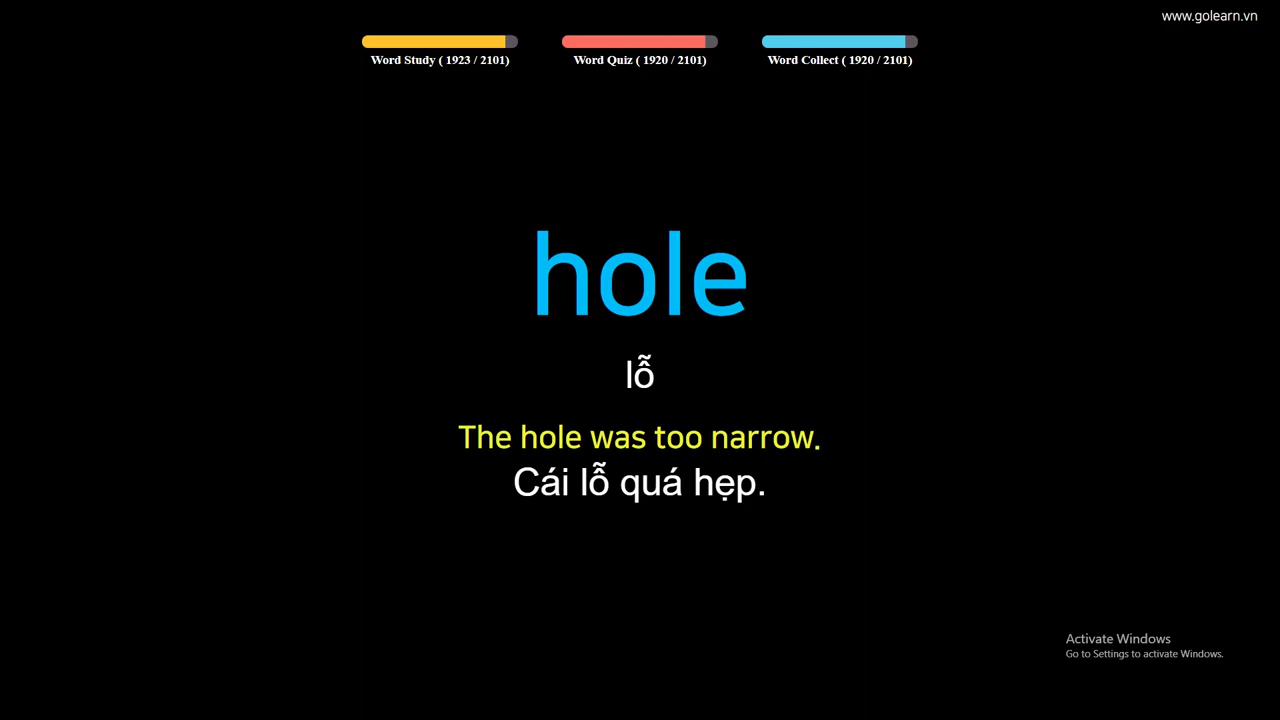 www.golearn.vn
Word Study ( 1923 / 2101)
Word Quiz ( 1920 / 2101)
Word Collect ( 1920 / 2101)
hole
lỗ
The hole was too narrow.
Cái lỗ quá hẹp.
Activate Windows
Go to Settings to activate Windows.